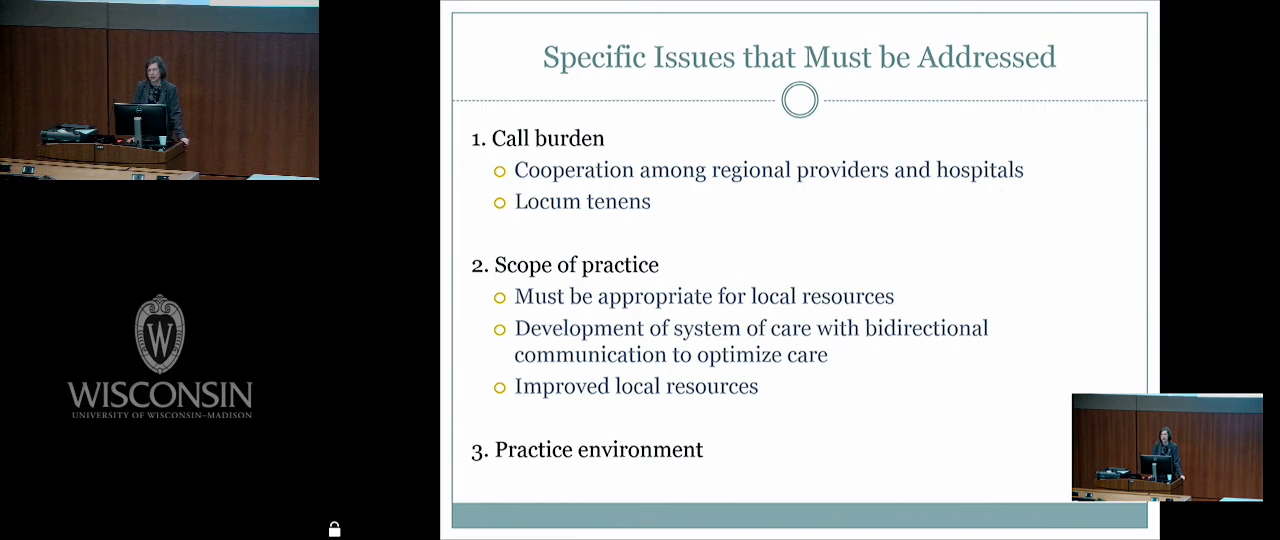 Specific Issues that Must be Addressed
1. Call burden
Cooperation among regional providers and hospitals
Locum tenens
2. Scope of practice
Must be appropriate for local resources
Development of system of care with bidirectional
communication to optimize care
Improved local resources
3. Practice environment
W
WISCONSIN
UNIVERSITY OF WISCONSIN–MADISON